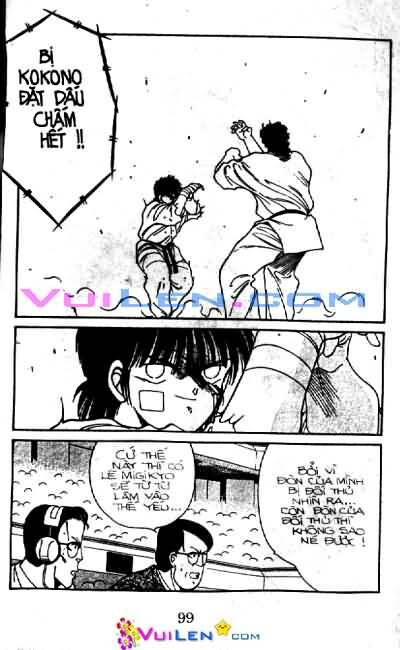 BỊ
KOKONO
ĐẶT DẤU
CHẤM
HẾT !!
VuiLen.com
CỨ THẾ
NÀY THÌ CÓ
LẼ MIGIKYO
SẼ TỪ TỪ
LÂM VÀO
THẾ YẾU...
BỞI VÌ
ĐÒN CỦA MÌNH
BỊ ĐỐI THỦ
NHÌN RA...
CÒN ĐÒN CỦA
ĐỐI THỦ THÌ
KHÔNG SAO
NÉ ĐƯỢC !
99
VuiLen.com